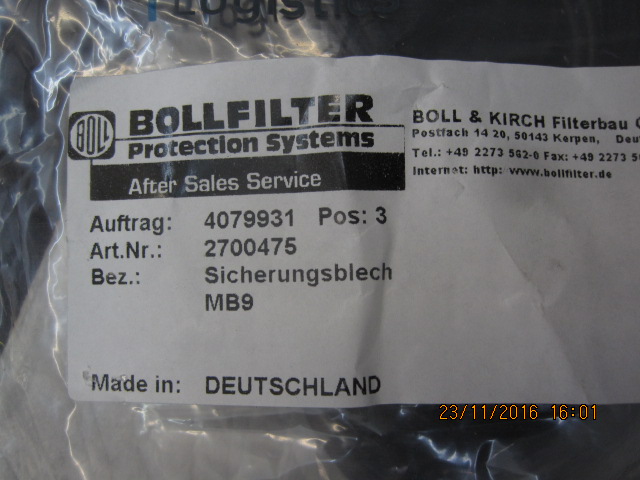 Logistics
BOLLFILTER
BOLL
Protection Systems
After Sales Service
BOLL & KIRCH Filterbau
Postfach 14 20, 50143 Kerpen,
Tel.: +49 2273 562-0 Fax: +49 2273
Internet: http: www.bollfilter.de
Auftrag: 4079931 Pos: 3
Art.Nr.: 2700475
Bez.: Sicherungsblech
MB9
Made in: DEUTSCHLAND
23/11/2016 16:01